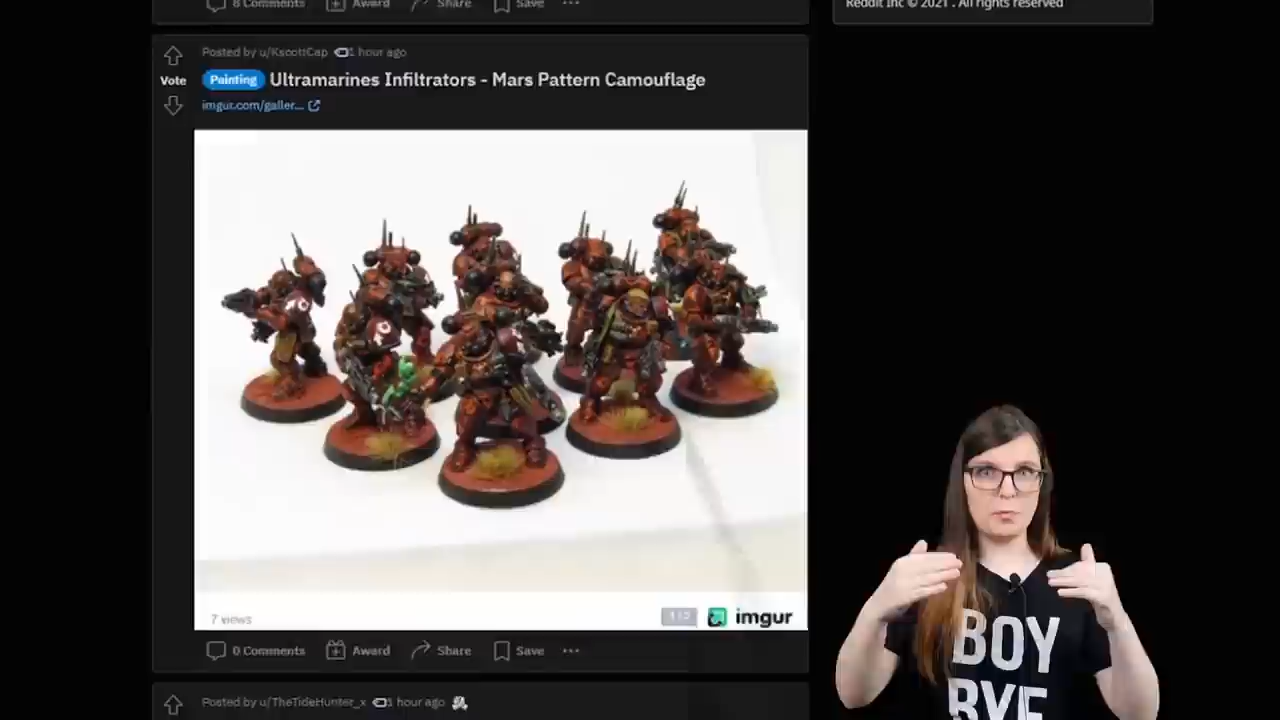 8 Comments Award Share Save ...
Reddit Inc © 2021 . All rights reserved
Posted by u/KscottCap 1 hour ago
Vote
Painting Ultramarines Infiltrators - Mars Pattern Camouflage
imgur.com/galler...
7 views
imgur
0 Comments Award Share Save ...
BOY
BYE
Posted by u/TheTideHunter_x 1 hour ago